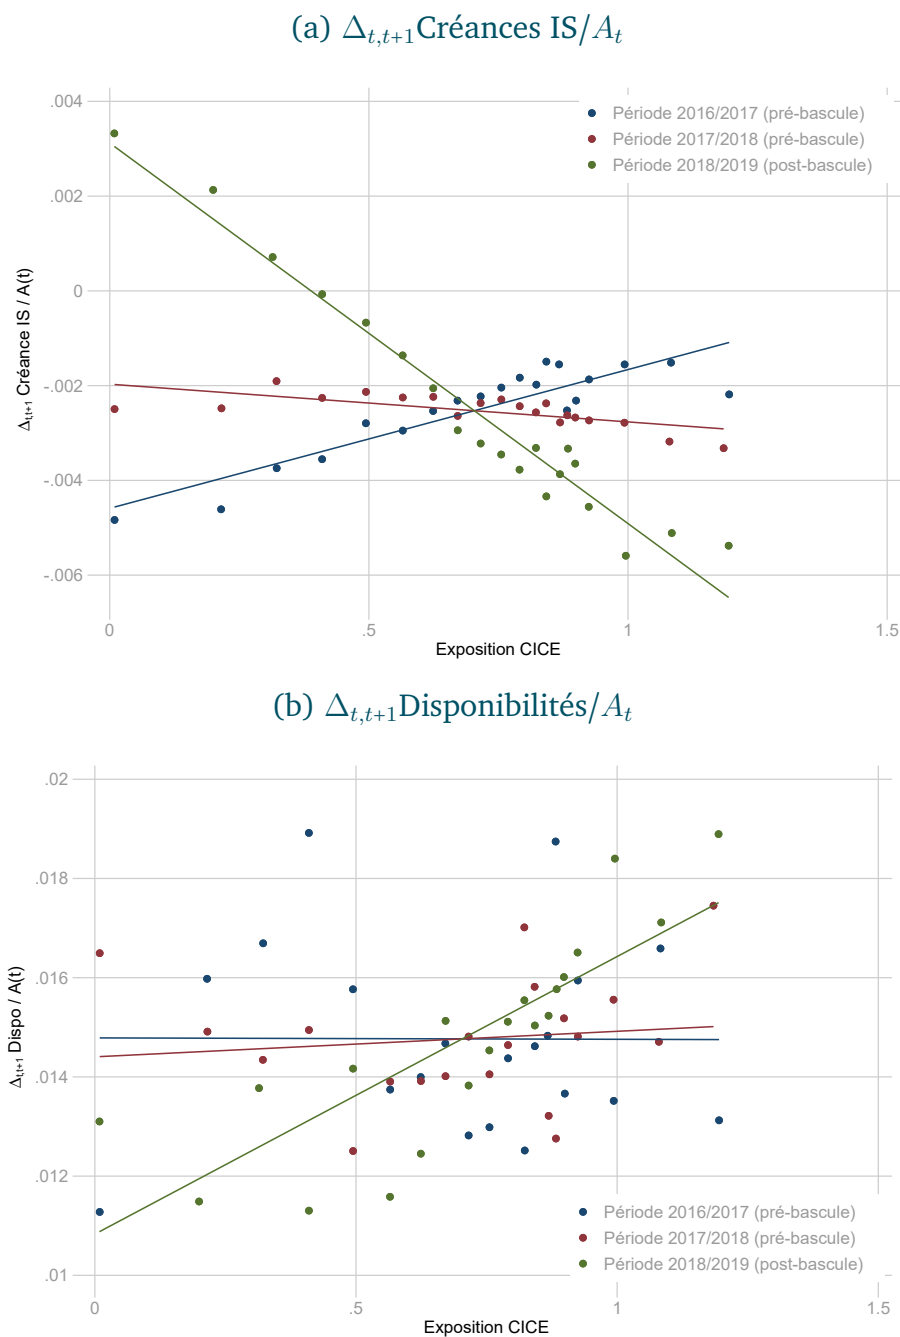 (a) Δt,t+1Créances IS/At
.004
.002
0
-.002
-.004
-.006
Δt,t+1 Créance IS / A(t)
Période 2016/2017 (pré-bascule)
Période 2017/2018 (pré-bascule)
Période 2018/2019 (post-bascule)
0 .5 1 1.5
Exposition CICE
(b) Δt,t+1Disponibilités/At
.02
.018
.016
.014
.012
.01
Δt,t+1 Dispo / A(t)
Période 2016/2017 (pré-bascule)
Période 2017/2018 (pré-bascule)
Période 2018/2019 (post-bascule)
0 .5 1 1.5
Exposition CICE